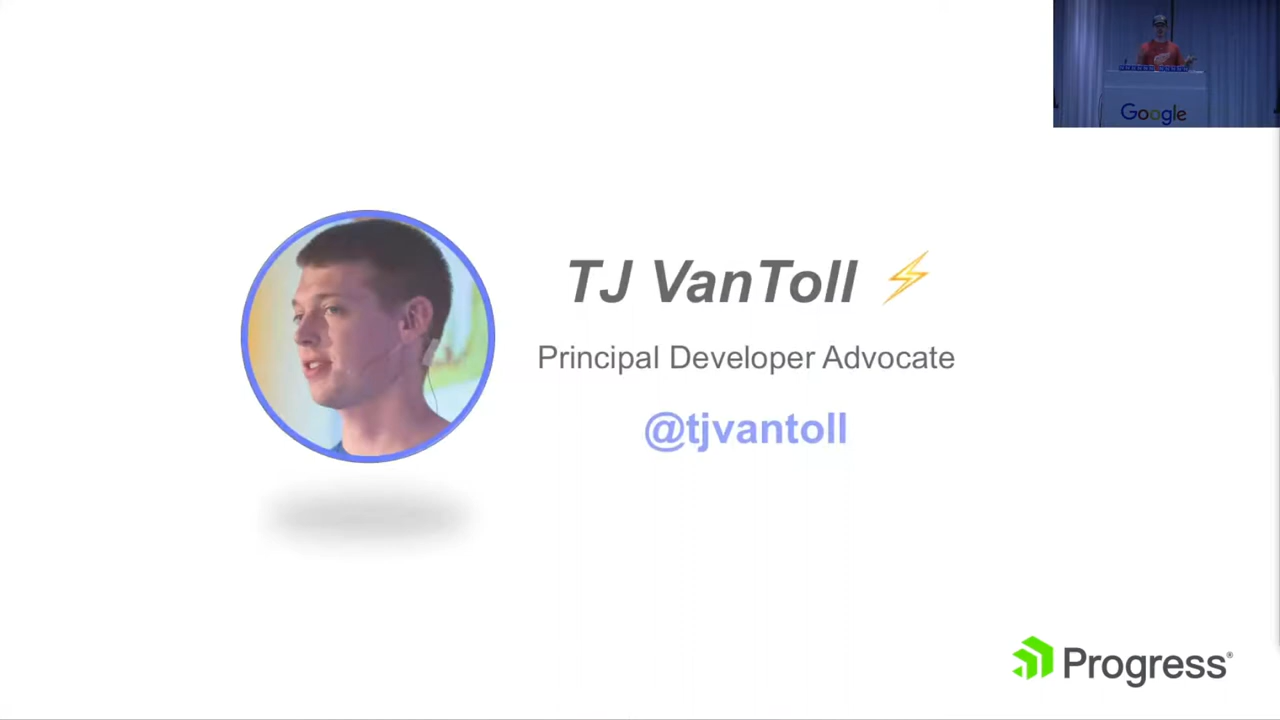 Google
TJ VanToll ⚡
Principal Developer Advocate
@tjvantoll
Progress®